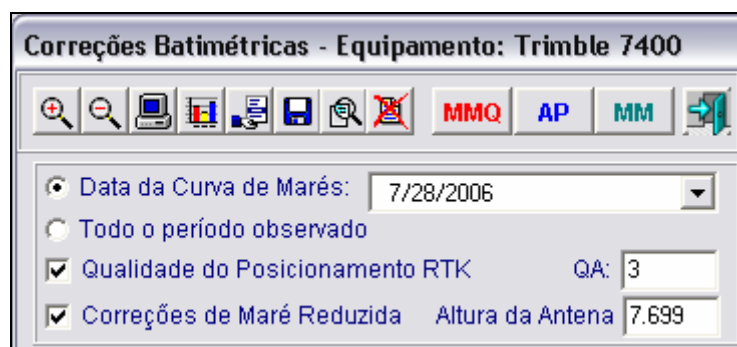 Correções Batimétricas - Equipamento: Trimble 7400
MMQ AP MM
Data da Curva de Marés: 7/28/2006
Todo o período observado
Qualidade do Posicionamento RTK QA: 3
Correções de Maré Reduzida Altura da Antena 7.699